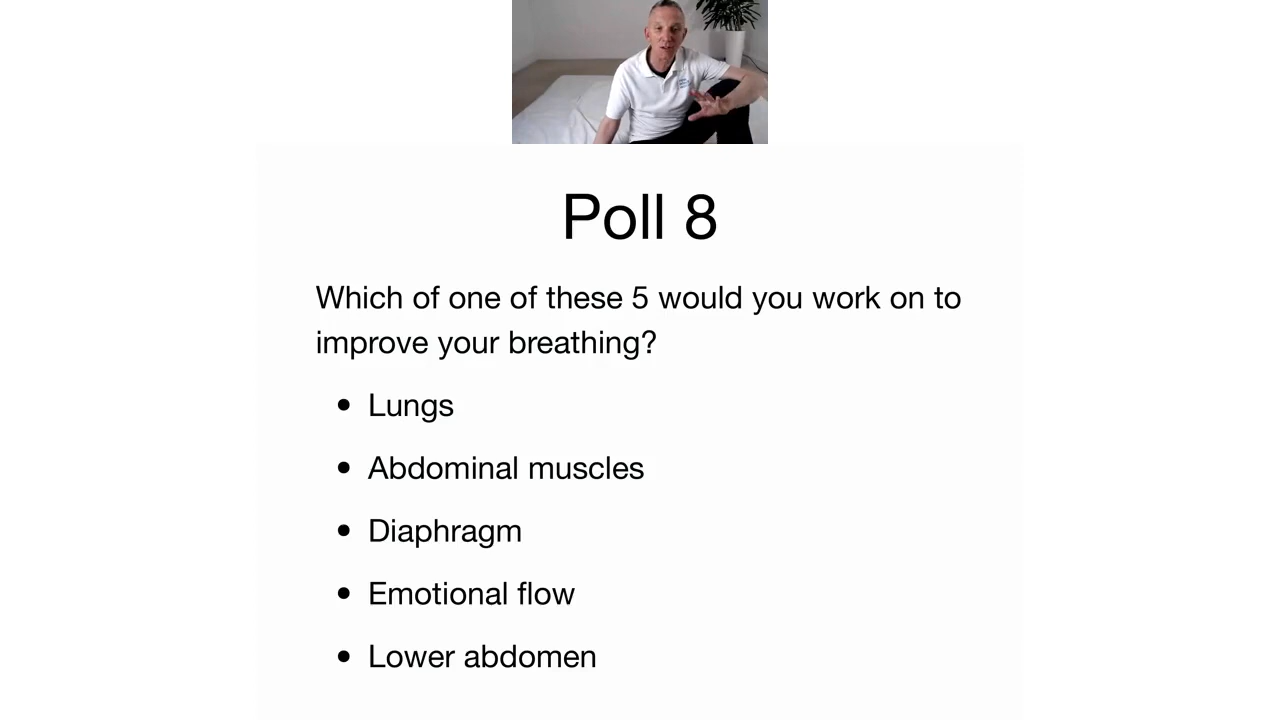 Poll 8
Which of one of these 5 would you work on to
improve your breathing?
• Lungs
• Abdominal muscles
• Diaphragm
• Emotional flow
• Lower abdomen